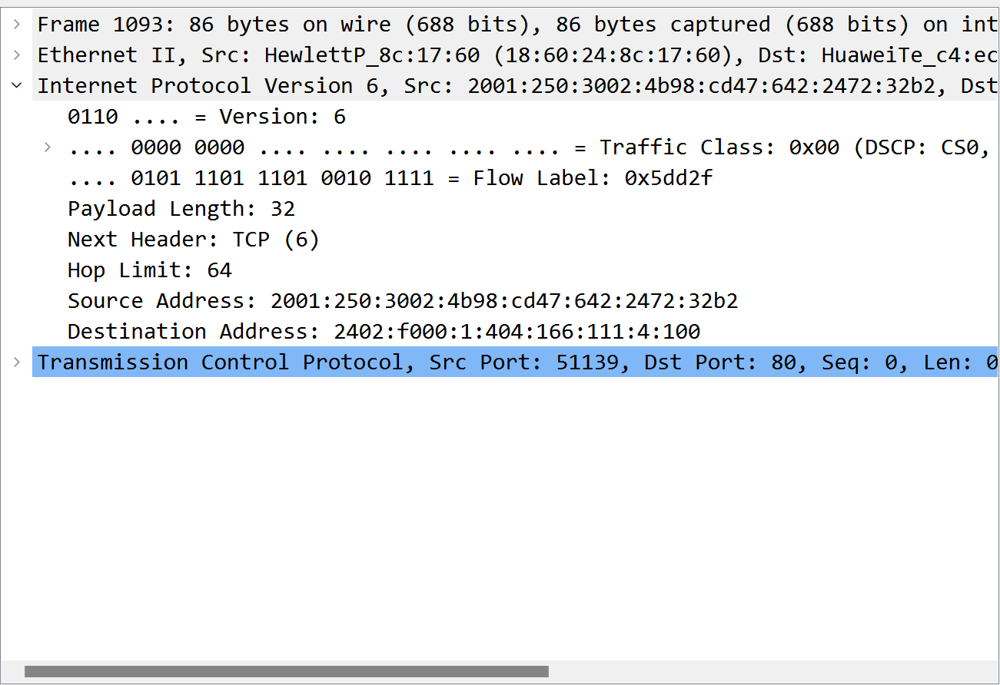 Frame 1093: 86 bytes on wire (688 bits), 86 bytes captured (688 bits) on int
Ethernet II, Src: HewlettP_8c:17:60 (18:60:24:8c:17:60), Dst: HuaweiTe_c4:ec
Internet Protocol Version 6, Src: 2001:250:3002:4b98:cd47:642:2472:32b2, Dst
0110 .... = Version: 6
.... 0000 0000 .... .... .... .... .... = Traffic Class: 0x00 (DSCP: CS0,
.... 0101 1101 1101 0010 1111 = Flow Label: 0x5dd2f
Payload Length: 32
Next Header: TCP (6)
Hop Limit: 64
Source Address: 2001:250:3002:4b98:cd47:642:2472:32b2
Destination Address: 2402:f000:1:404:166:111:4:100
Transmission Control Protocol, Src Port: 51139, Dst Port: 80, Seq: 0, Len: 0